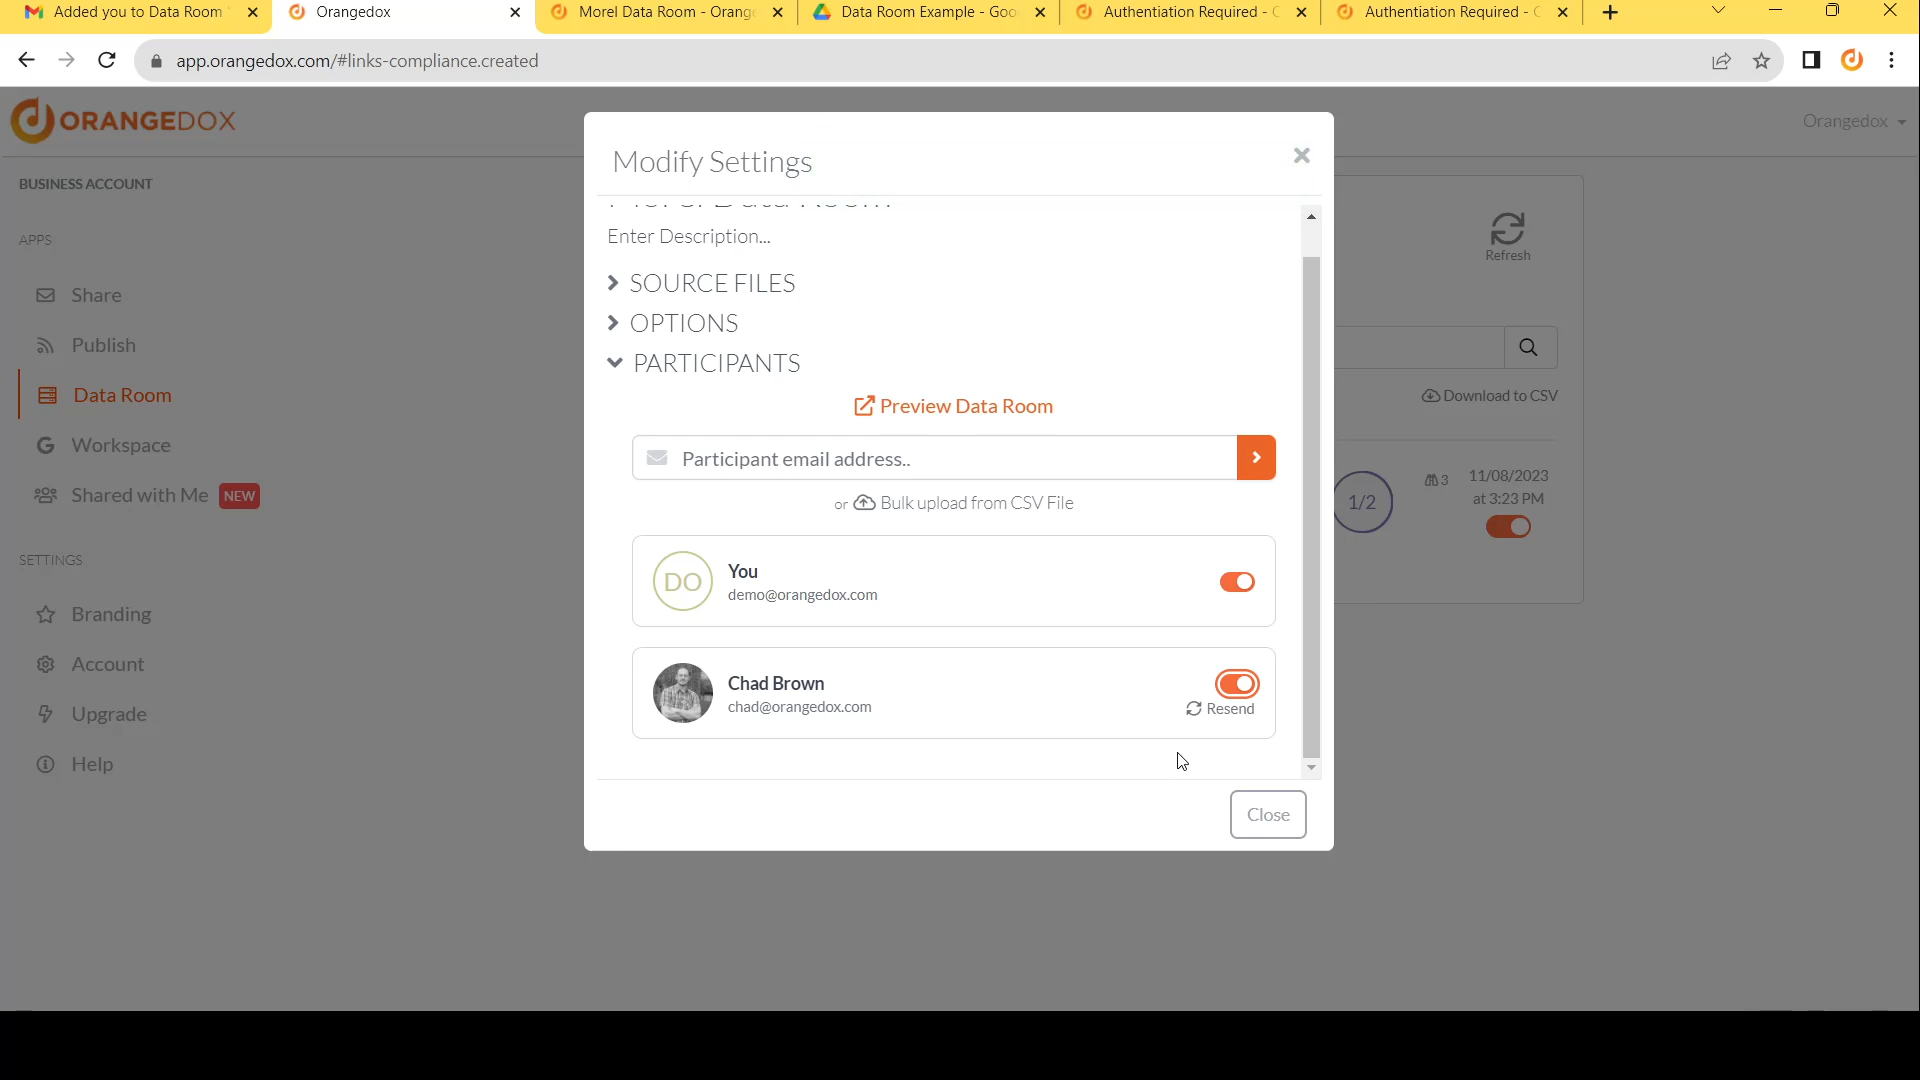 Added you to Data Room
Orangedox
Morel Data Room - Orang
Data Room Example - Goo
Authentiation Required - 
Authentiation Required - 
app.orangedox.com/#links-compliance.created
ORANGEDOX
Orangedox
BUSINESS ACCOUNT
APPS
Share
Publish
Data Room
Workspace
Shared with Me NEW
SETTINGS
Branding
Account
Upgrade
Help
Modify Settings
Morel Data Room
Enter Description...
SOURCE FILES
OPTIONS
PARTICIPANTS
Preview Data Room
Participant email address..
or Bulk upload from CSV File
DO
You
demo@orangedox.com
Chad Brown
chad@orangedox.com
Resend
Close
Refresh
Download to CSV
1/2
3
11/08/2023
at 3:23 PM